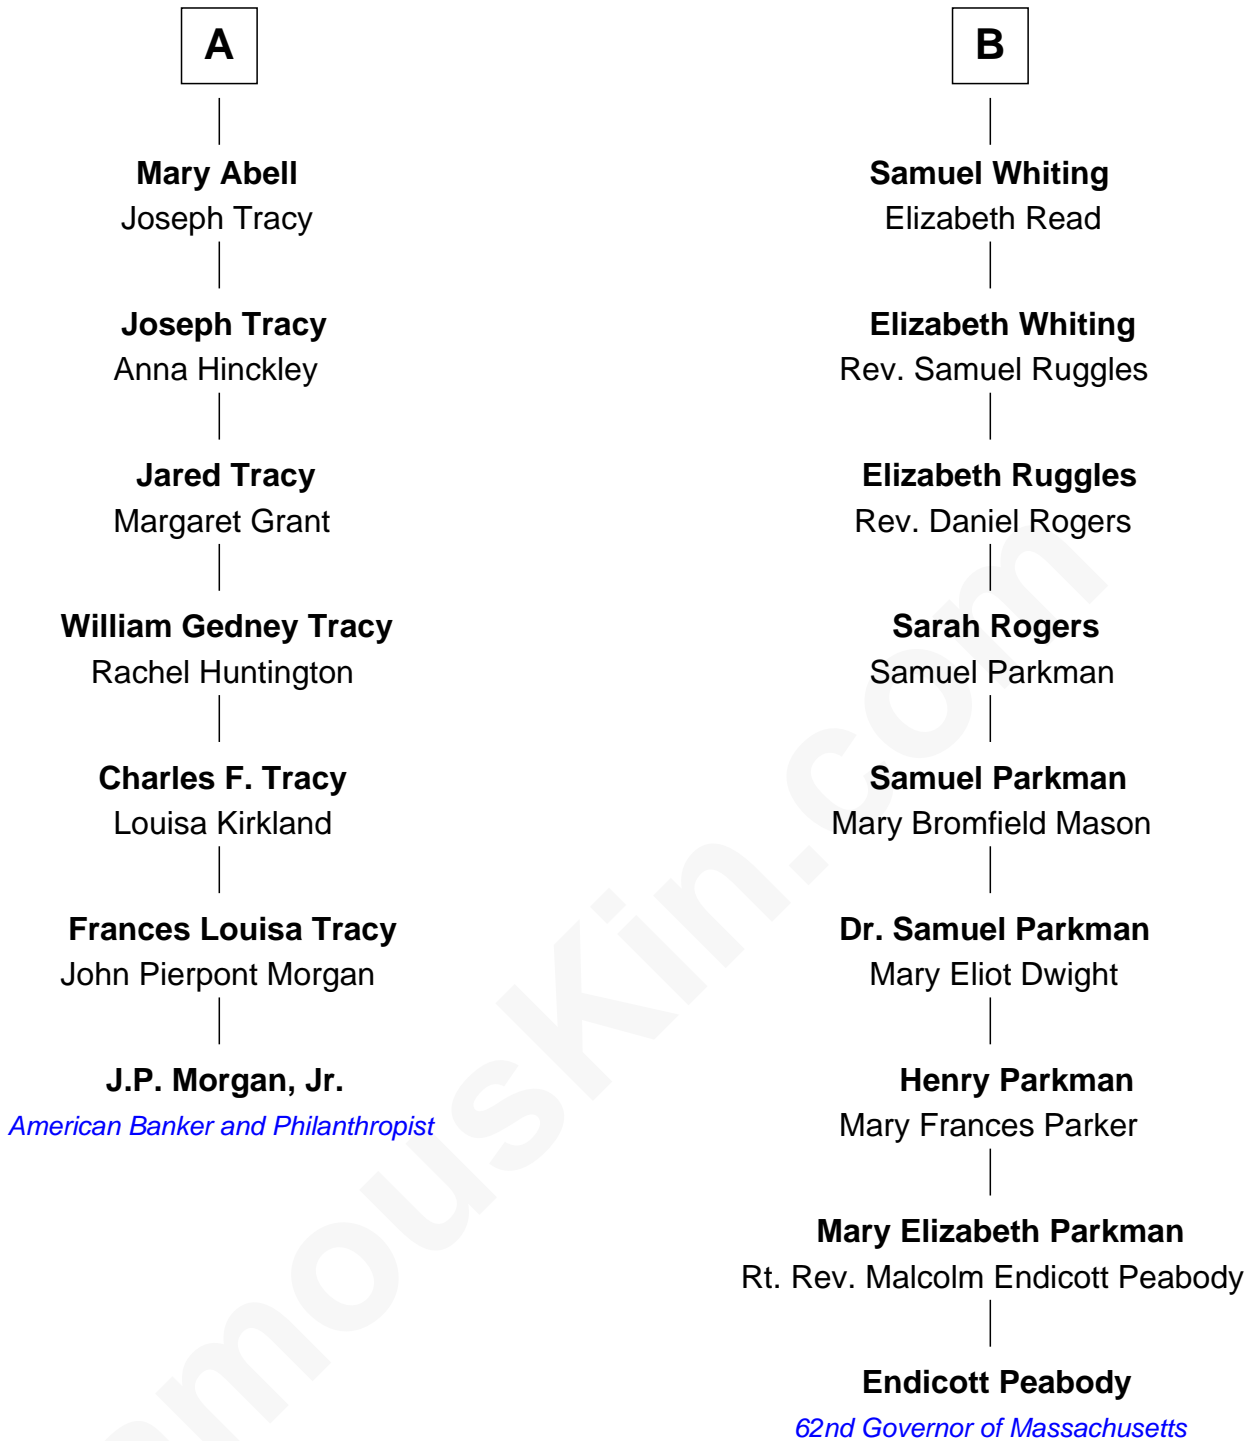 A
Mary Abell
Joseph Tracy
Joseph Tracy
Anna Hinckley
Jared Tracy
Margaret Grant
William Gedney Tracy
Rachel Huntington
Charles F. Tracy
Louisa Kirkland
Frances Louisa Tracy
John Pierpont Morgan
J.P. Morgan, Jr.
American Banker and Philanthropist
B
Samuel Whiting
Elizabeth Read
Elizabeth Whiting
Rev. Samuel Ruggles
Elizabeth Ruggles
Rev. Daniel Rogers
Sarah Rogers
Samuel Parkman
Samuel Parkman
Mary Bromfield Mason
Dr. Samuel Parkman
Mary Eliot Dwight
Henry Parkman
Mary Frances Parker
Mary Elizabeth Parkman
Rt. Rev. Malcolm Endicott Peabody
Endicott Peabody
62nd Governor of Massachusetts
amousKin.com